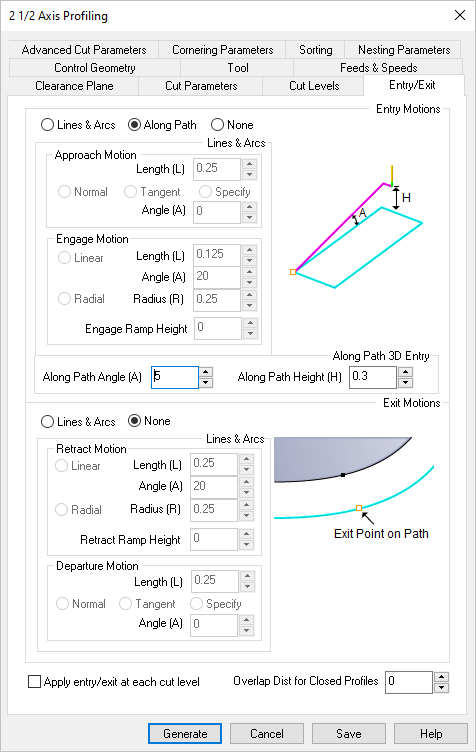 2 1/2 Axis Profiling
Advanced Cut Parameters Cornering Parameters Sorting Nesting Parameters
Control Geometry Tool Feeds & Speeds
Clearance Plane Cut Parameters Cut Levels Entry/Exit
Entry Motions
Lines & Arcs Along Path None
Lines & Arcs
Approach Motion
Length (L) 0.25
Normal Tangent Specify
Angle (A) 0
Engage Motion
Linear Length (L) 0.125
Angle (A) 20
Radial Radius (R) 0.25
Engage Ramp Height 0
H
A
Along Path 3D Entry
Along Path Angle (A) 5 Along Path Height (H) 0.3
Exit Motions
Lines & Arcs None
Lines & Arcs
Retract Motion
Linear Length (L) 0.25
Angle (A) 20
Radial Radius (R) 0.25
Retract Ramp Height 0
Exit Point on Path
Departure Motion
Length (L) 0.25
Normal Tangent Specify
Angle (A) 0
Apply entry/exit at each cut level Overlap Dist for Closed Profiles 0
Generate Cancel Save Help